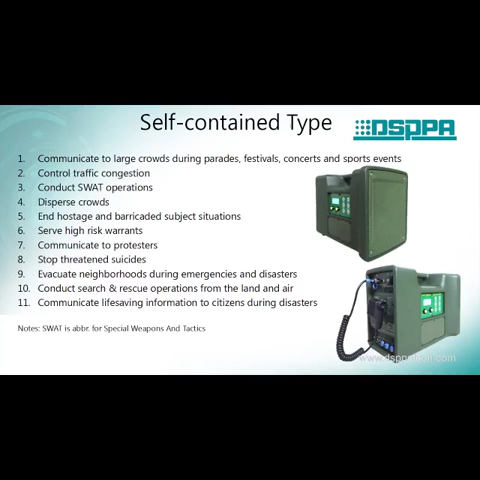 Self-contained Type
DSPPA
1. Communicate to large crowds during parades, festivals, concerts and sports events
2. Control traffic congestion
3. Conduct SWAT operations
4. Disperse crowds
5. End hostage and barricaded subject situations
6. Serve high risk warrants
7. Communicate to protesters
8. Stop threatened suicides
9. Evacuate neighborhoods during emergencies and disasters
10. Conduct search & rescue operations from the land and air
11. Communicate lifesaving information to citizens during disasters
Notes: SWAT is abbr. for Special Weapons And Tactics